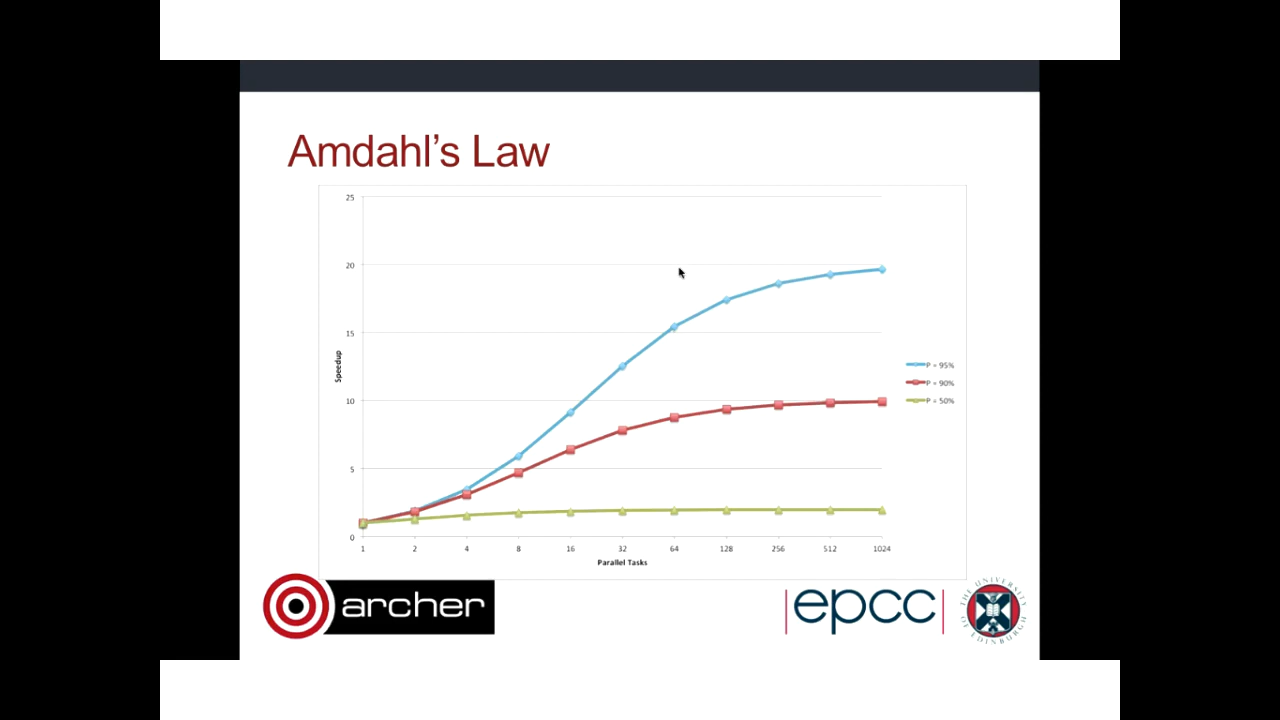 Amdahl's Law
25
20
15
10
5
0
Speedup
1 2 4 8 16 32 64 128 256 512 1024
Parallel Tasks
P = 95%
P = 90%
P = 50%
archer
epcc
THE UNIVERSITY OF EDINBURGH